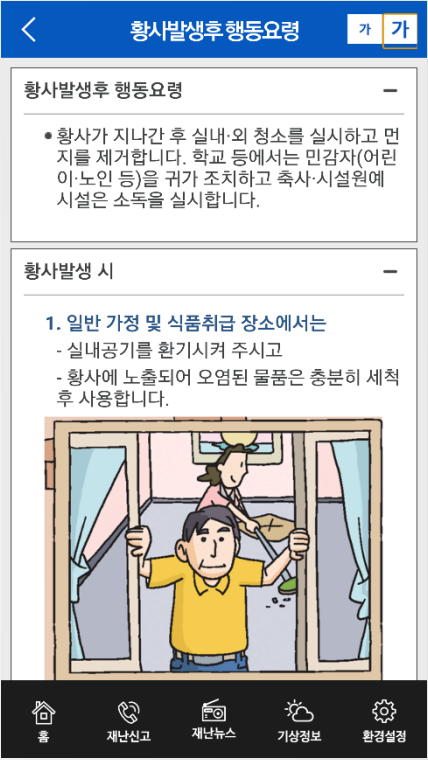 황사발생후 행동요령
가
가
황사발생후 행동요령
• 황사가 지나간 후 실내·외 청소를 실시하고 먼
지를 제거합니다. 학교 등에서는 민감자(어린
이·노인 등)을 귀가 조치하고 축사·시설원예
시설은 소독을 실시합니다.
황사발생 시
1. 일반 가정 및 식품취급 장소에서는
- 실내공기를 환기시켜 주시고
- 황사에 노출되어 오염된 물품은 충분히 세척
후 사용합니다.
홈
재난신고
재난뉴스
기상정보
환경설정